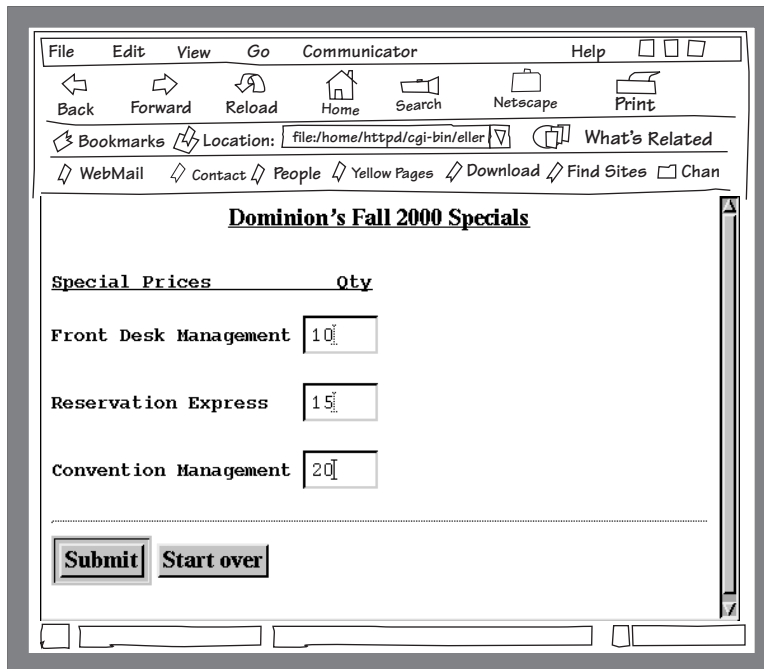 File Edit View Go Communicator Help
Back Forward Reload Home Search Netscape Print
Bookmarks Location: file:/home/httpd/cgi-bin/eller What's Related
WebMail Contact People Yellow Pages Download Find Sites Chan
Dominion's Fall 2000 Specials
Special Prices Qty
Front Desk Management 10
Reservation Express 15
Convention Management 20
Submit Start over